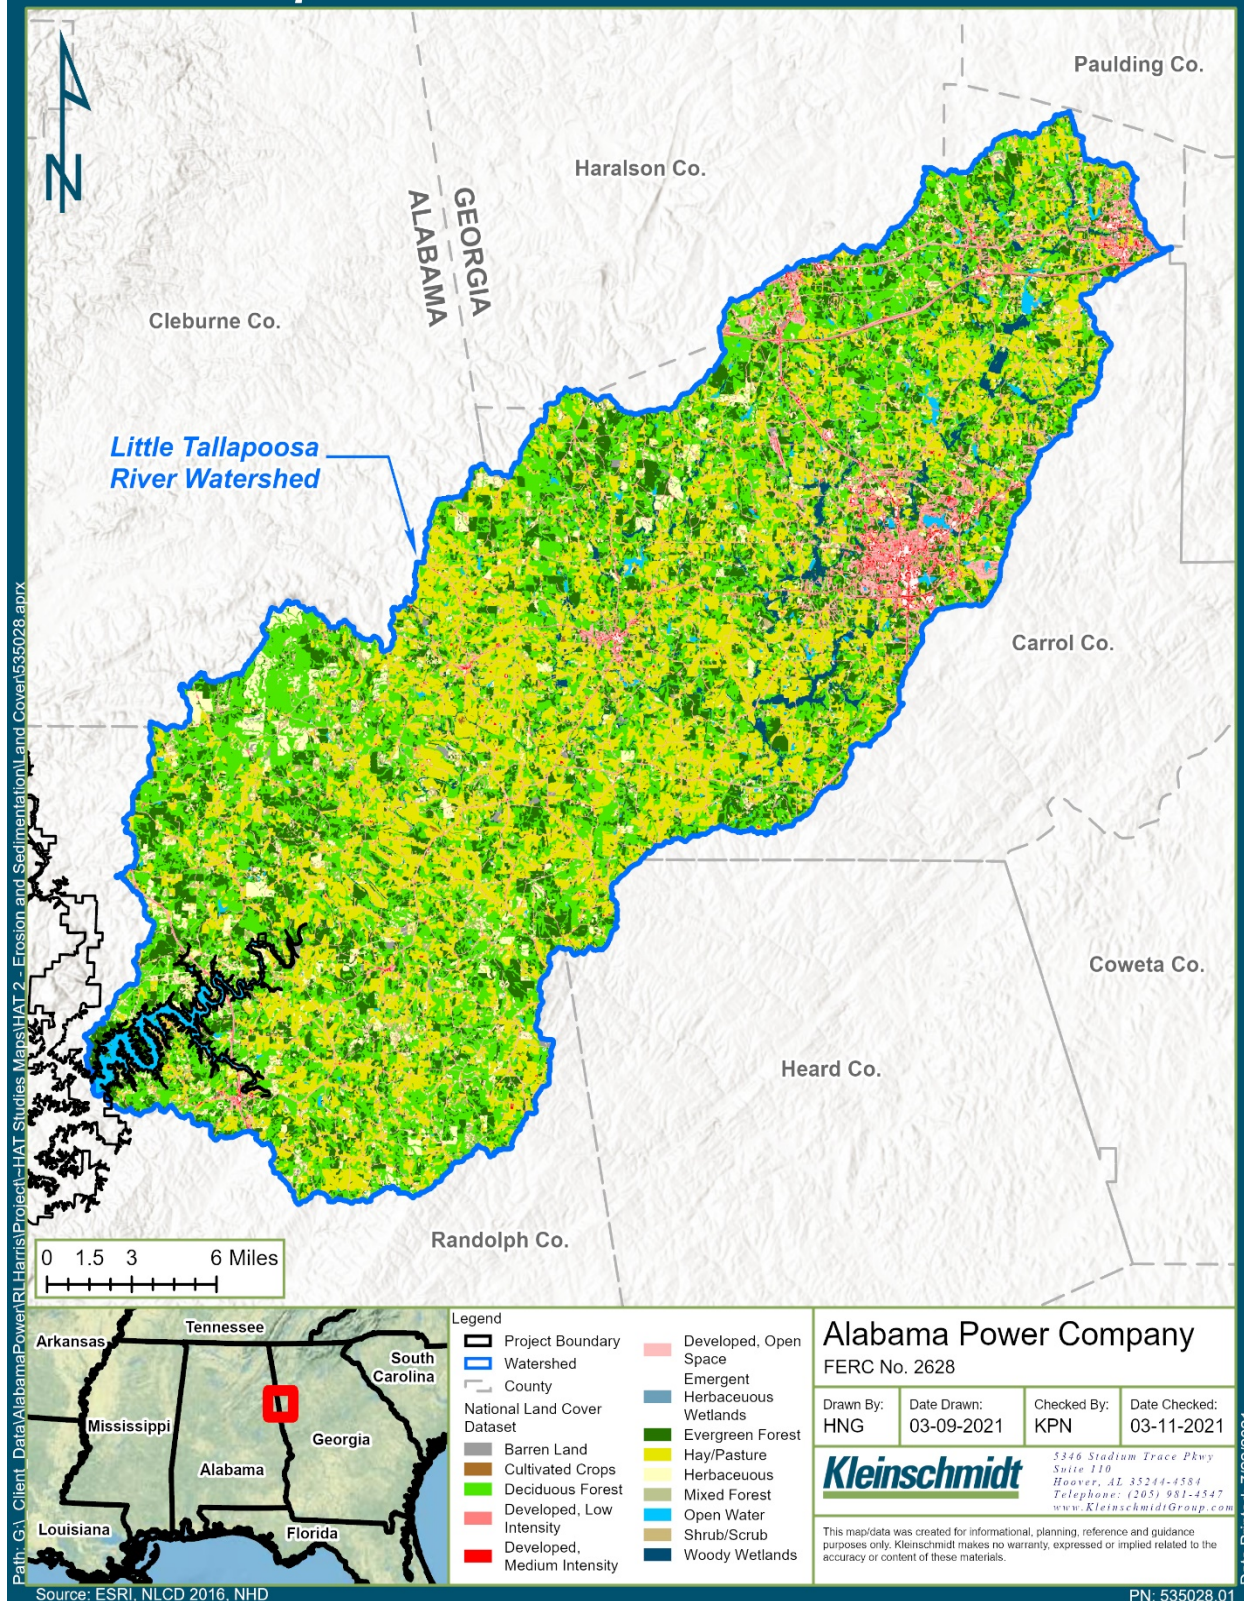 N
Paulding Co.
Haralson Co.
GEORGIA
ALABAMA
Cleburne Co.
Little Tallapoosa
River Watershed
Carrol Co.
Coweta Co.
Heard Co.
Randolph Co.
0 1.5 3 6 Miles
Path: G:\_Client_Data\AlabamaPower\RLHarris\Project\~HAT Studies Maps\HAT 2 - Erosion and Sedimentation\Land Cover\535028.aprx
Arkansas
Tennessee
South
Carolina
Mississippi
Georgia
Alabama
Louisiana
Florida
Legend
Project Boundary
Watershed
County
National Land Cover
Dataset
Barren Land
Cultivated Crops
Deciduous Forest
Developed, Low
Intensity
Developed,
Medium Intensity
Developed, Open
Space
Emergent
Herbaceous
Wetlands
Evergreen Forest
Hay/Pasture
Herbaceous
Mixed Forest
Open Water
Shrub/Scrub
Woody Wetlands
Alabama Power Company
FERC No. 2628
Drawn By:
HNG
Date Drawn:
03-09-2021
Checked By:
KPN
Date Checked:
03-11-2021
Kleinschmidt
5346 Stadium Trace Pkwy
Suite 110
Hoover, AL 35244-4584
Telephone: (205) 981-4547
www.KleinschmidtGroup.com
This map/data was created for informational, planning, reference and guidance
purposes only. Kleinschmidt makes no warranty, expressed or implied related to the
accuracy or content of these materials.
Source: ESRI, NLCD 2016, NHD
PN: 535028.01